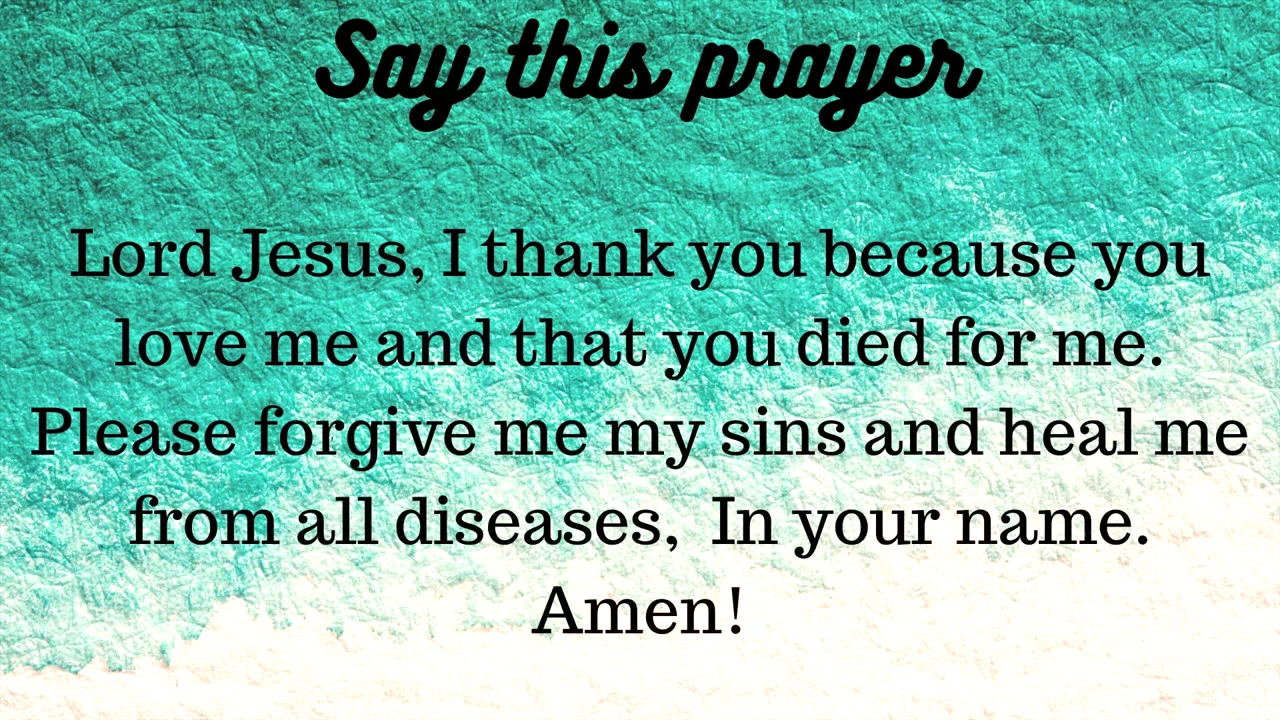 Say this prayer
Lord Jesus, I thank you because you
love me and that you died for me.
Please forgive me my sins and heal me
from all diseases,  In your name.
Amen!